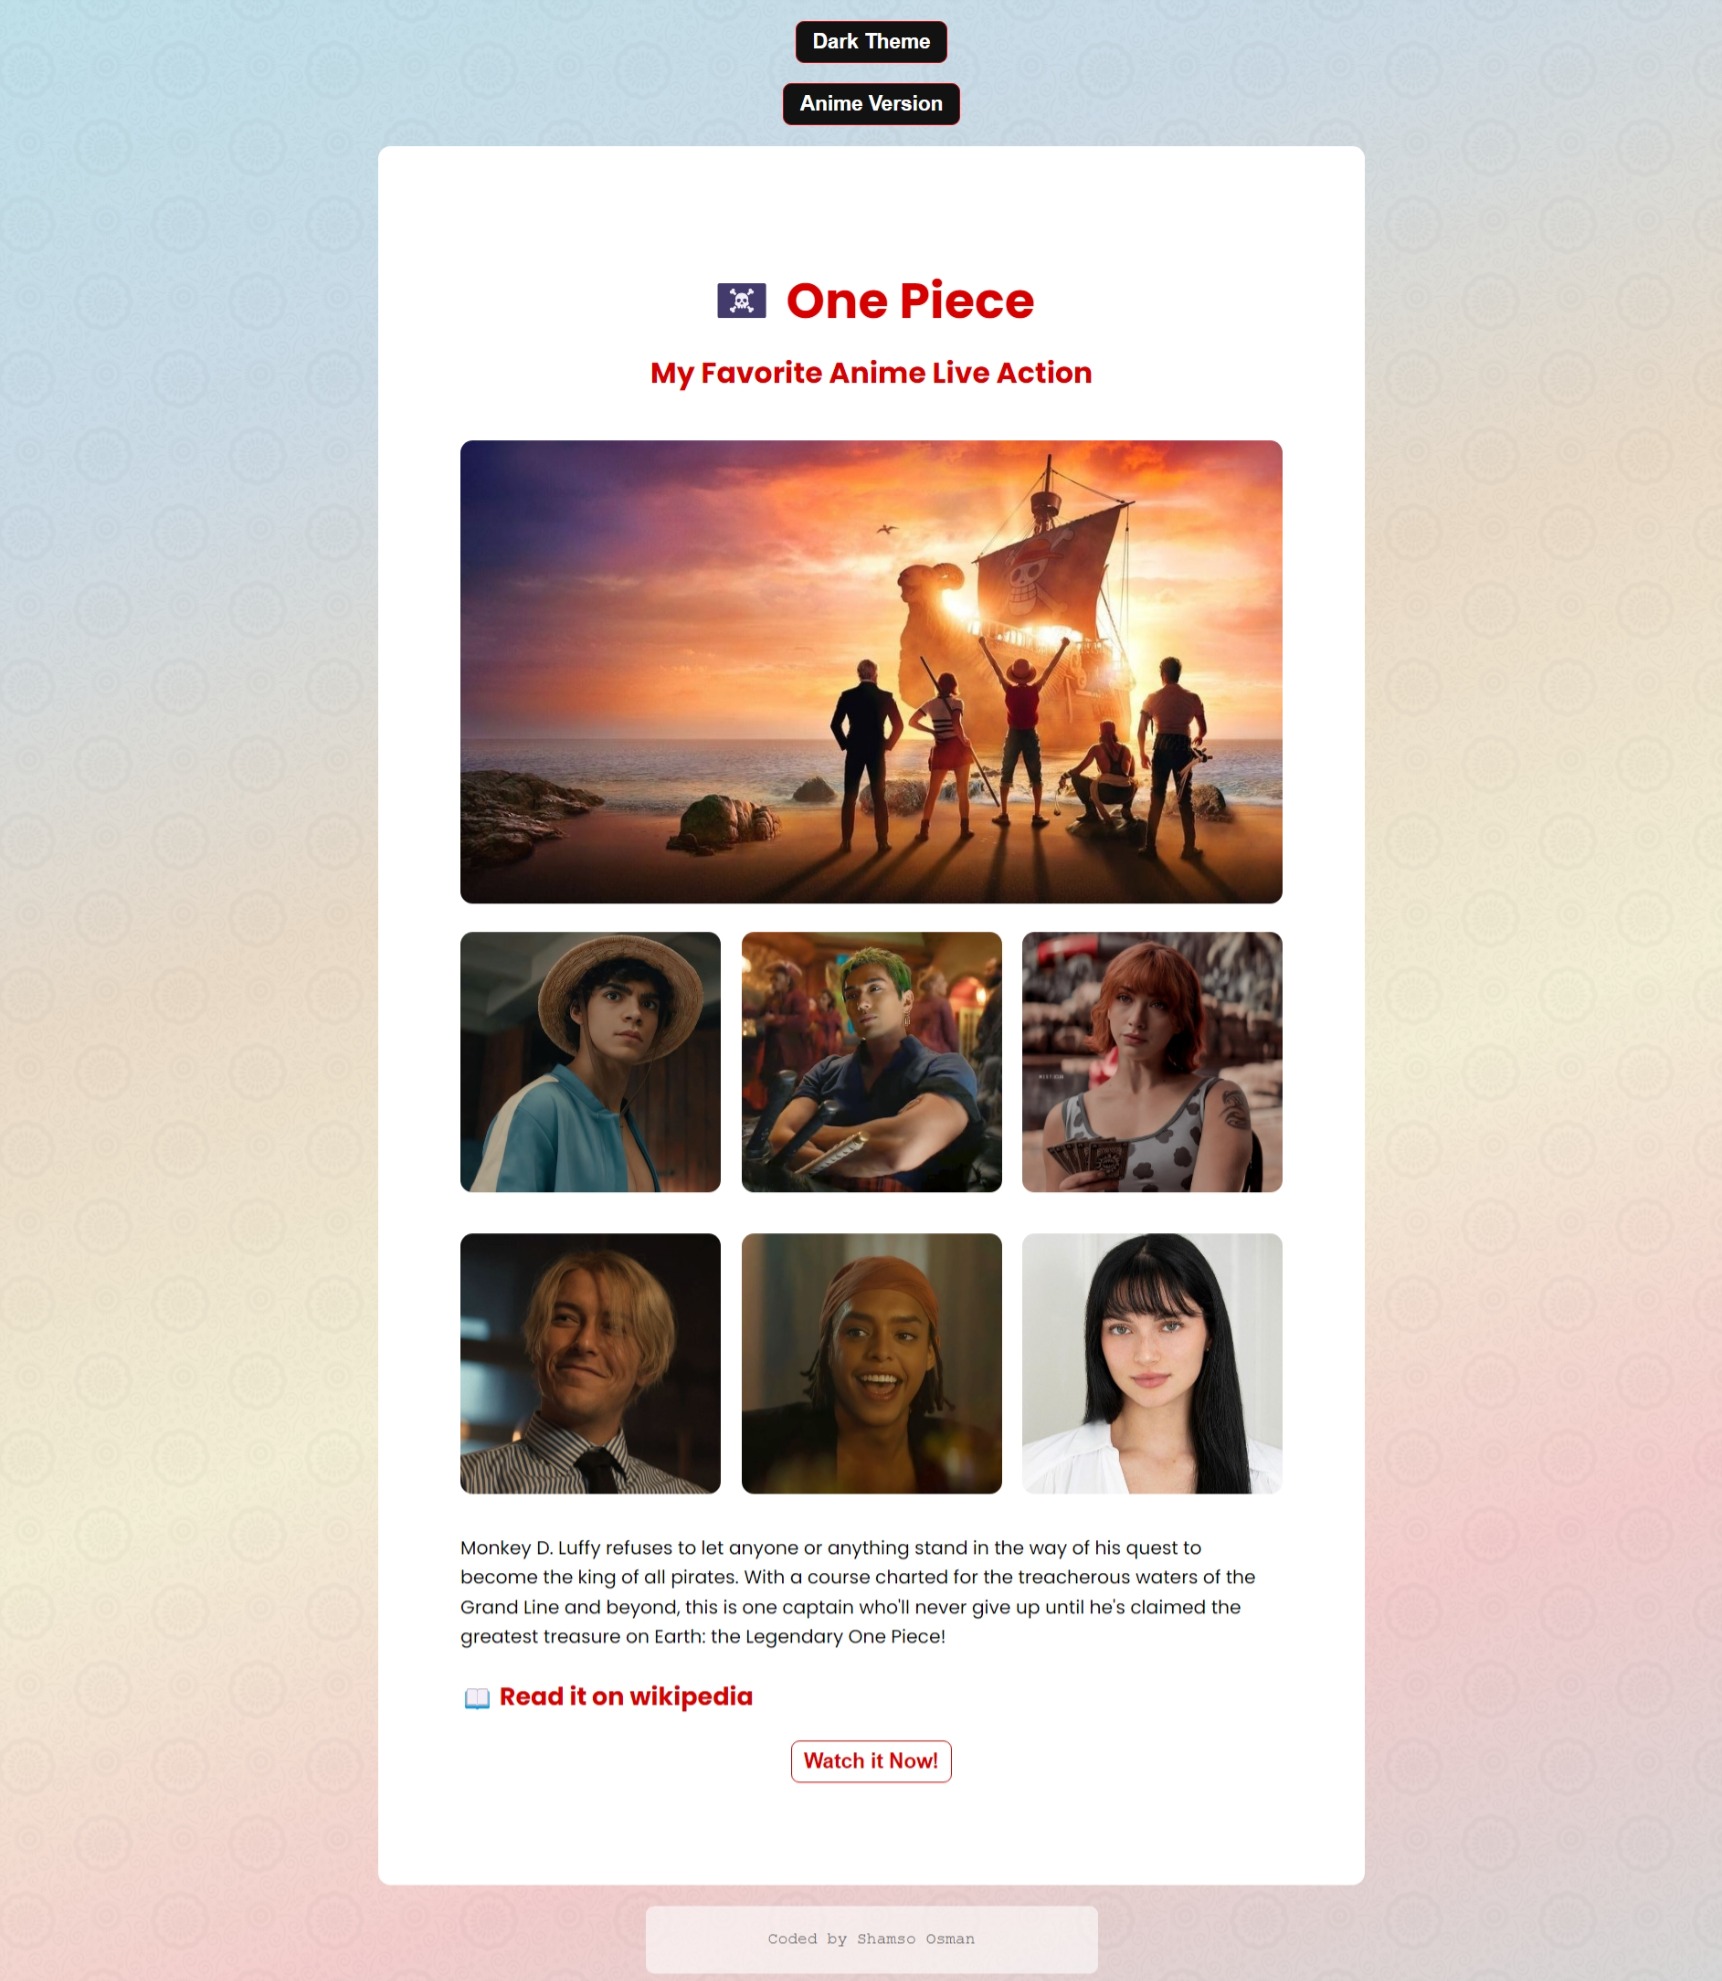 Dark Theme
Anime Version
One Piece
My Favorite Anime Live Action
Monkey D. Luffy refuses to let anyone or anything stand in the way of his quest to
become the king of all pirates. With a course charted for the treacherous waters of the
Grand Line and beyond, this is one captain who'll never give up until he's claimed the
greatest treasure on Earth: the Legendary One Piece!
Read it on wikipedia
Watch it Now!
Coded by Shamso Osman